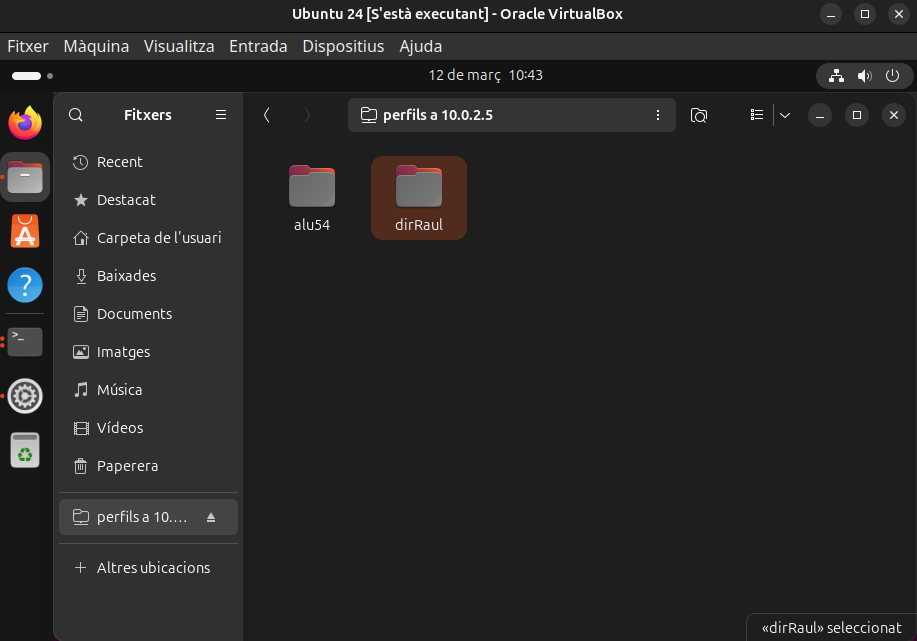 Ubuntu 24 [S'està executant] - Oracle VirtualBox
Fitxer Màquina Visualitza Entrada Dispositius Ajuda
12 de març 10:43
Fitxers
perfils a 10.0.2.5
Recent
Destacat
Carpeta de l'usuari
Baixades
Documents
Imatges
Música
Vídeos
Paperera
perfils a 10.…
Altres ubicacions
alu54
dirRaul
«dirRaul» seleccionat